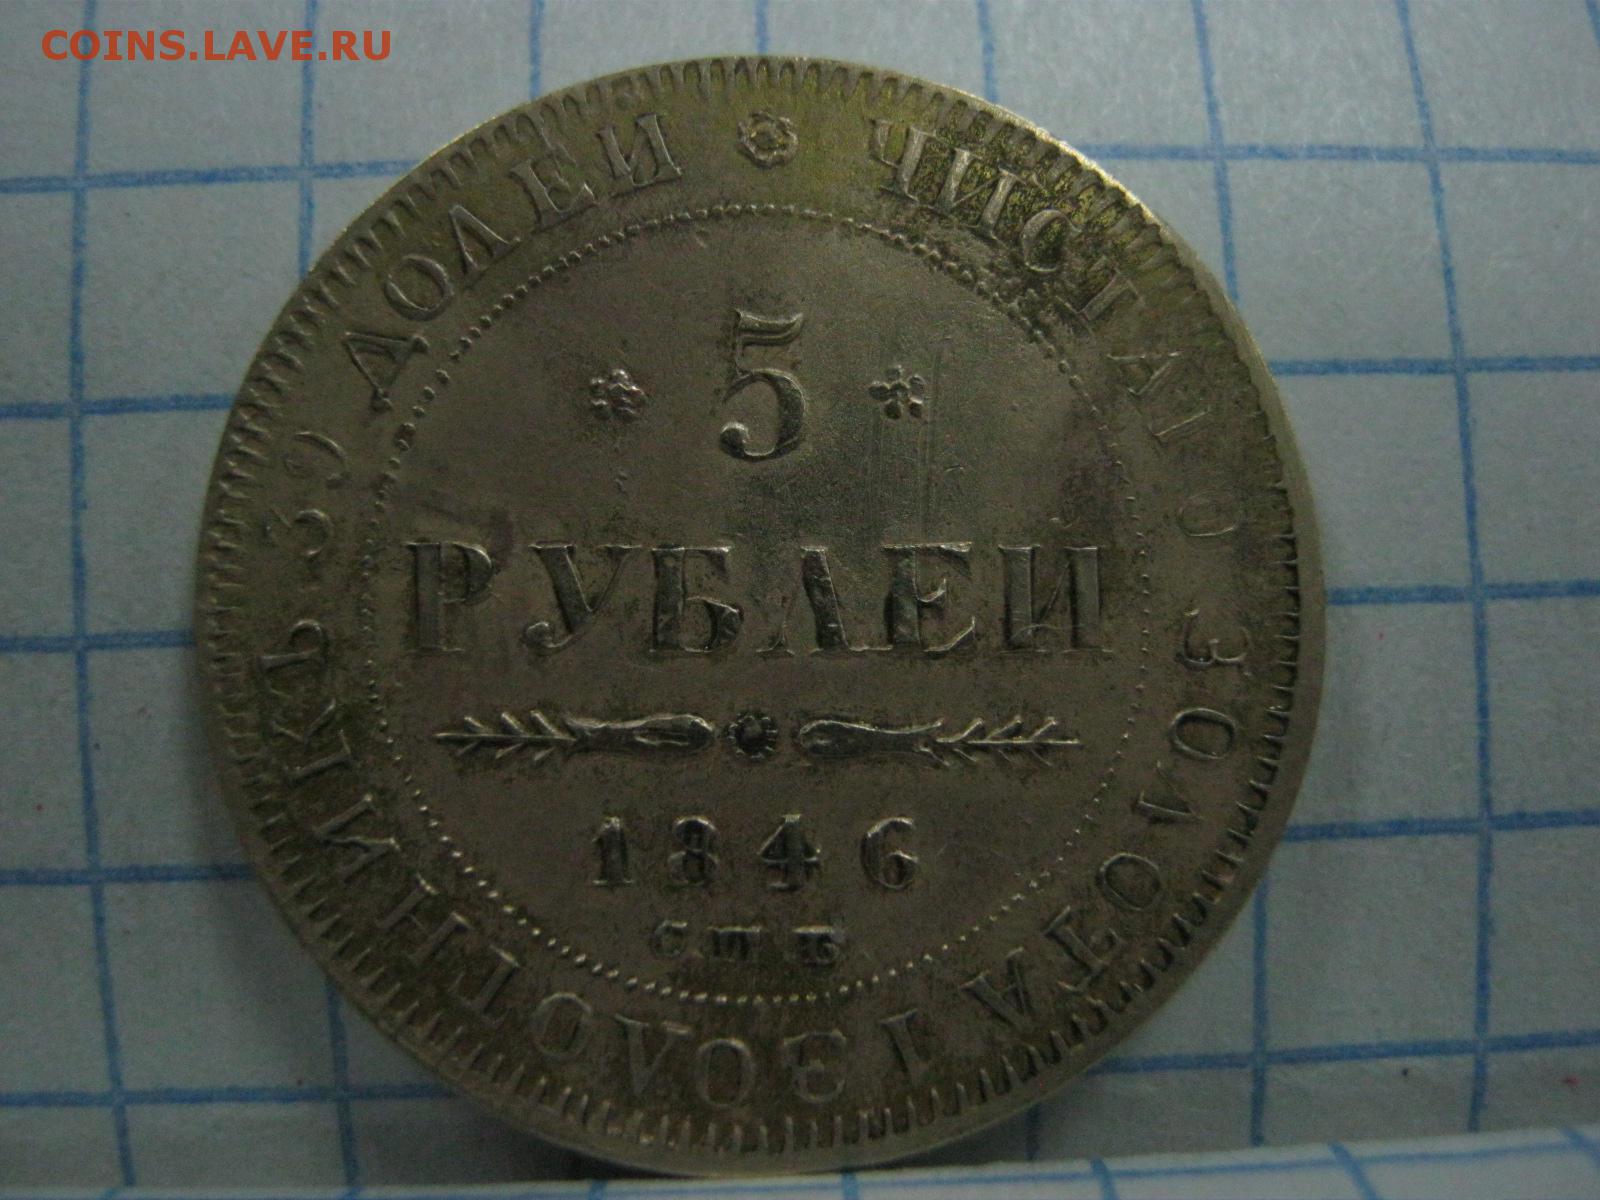 COINS.LAVE.RU
ЧИСТАГО ЗОЛОТА 1 ЗОЛОТНИКЪ 39 ДОЛЕЙ
5
РУБЛЕЙ
1846
СПБ